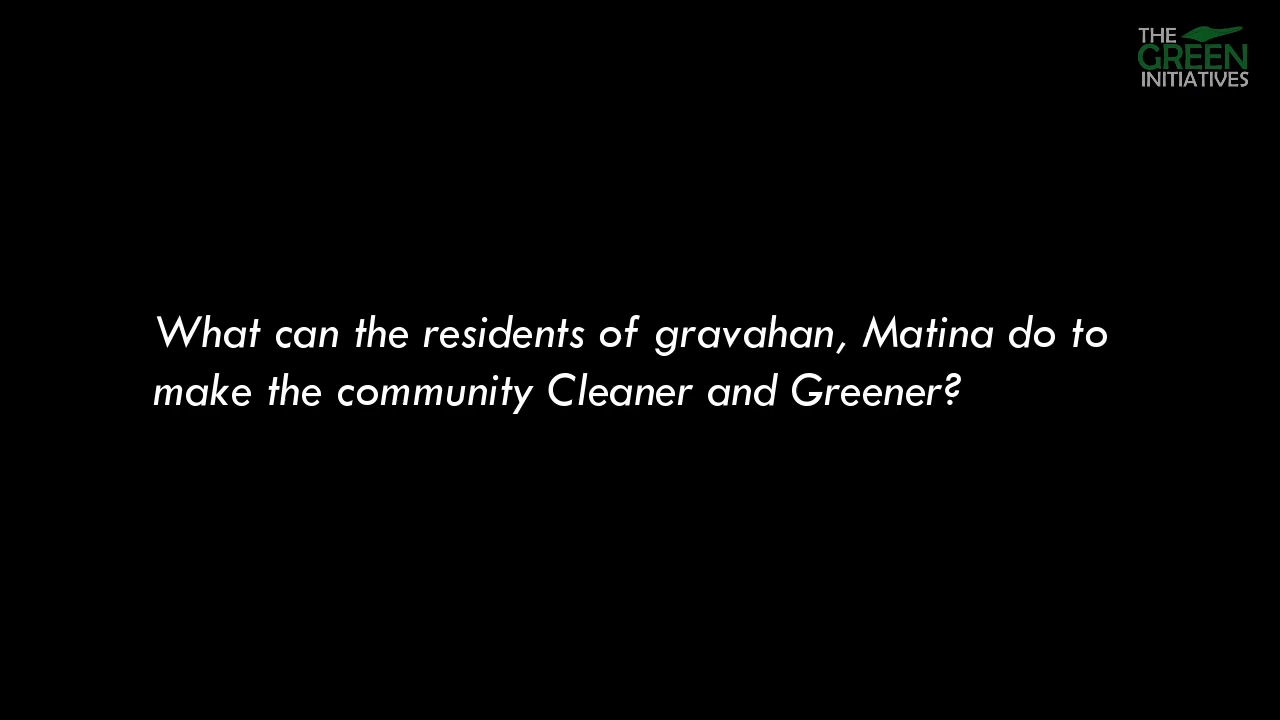 THE
GREEN
INITIATIVES
What can the residents of gravahan, Matina do to
make the community Cleaner and Greener?